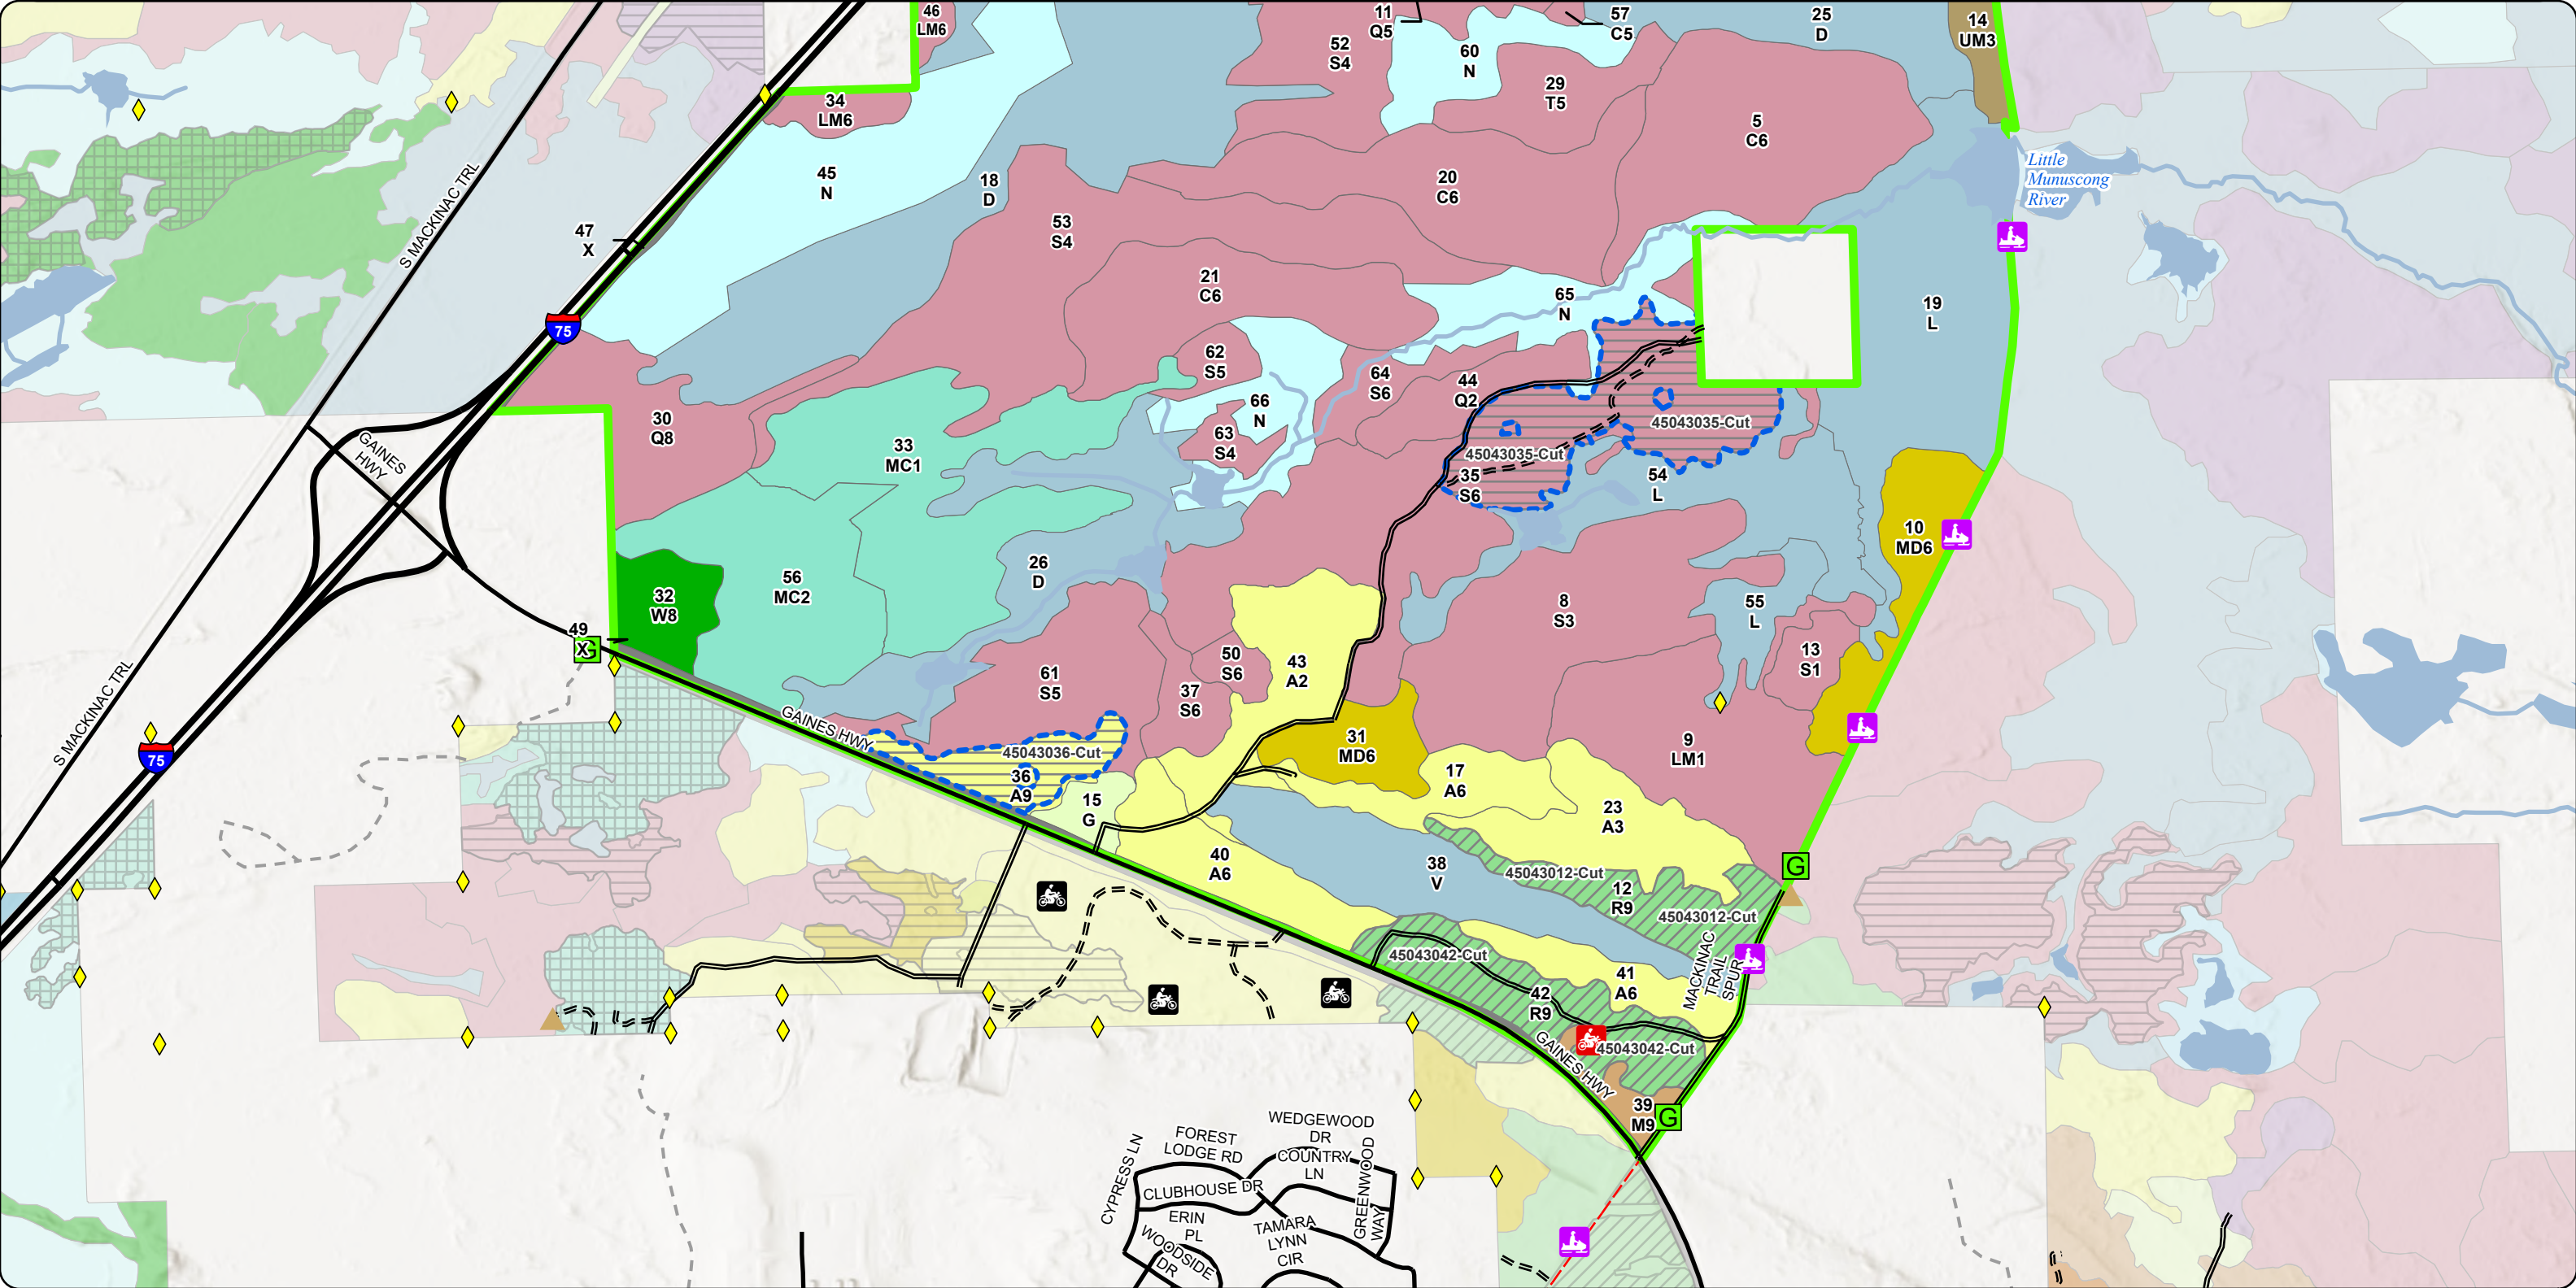 46
LM6
11
Q5
57
C5
25
D
14
UM3
52
S4
60
N
29
T5
34
LM6
5
C6
Little
Munuscong
River
S MACKINAC TRL
45
N
18
D
20
C6
47
X
53
S4
21
C6
65
N
19
L
75
62
S5
64
S6
44
Q2
66
N
30
Q8
45043035-Cut
GAINES
HWY
33
MC1
63
S4
45043035-Cut
35
S6
54
L
10
MD6
26
D
56
MC2
32
W8
8
S3
55
L
49
X
G
13
S1
50
S6
43
A2
61
S5
37
S6
S MACKINAC TRL
GAINES HWY
75
45043036-Cut
31
MD6
9
LM1
36
A9
17
A6
15
G
23
A3
40
A6
38
V
45043012-Cut
G
12
R9
45043012-Cut
45043042-Cut
MACKINAC
TRAIL
SPUR
41
A6
42
R9
45043042-Cut
GAINES HWY
39
M9
G
WEDGEWOOD
DR
FOREST
LODGE RD
COUNTRY
LN
CYPRESS LN
CLUBHOUSE DR
GREENWOOD
WAY
ERIN
PL
TAMARA
LYNN
CIR
WOODSIDE
DR